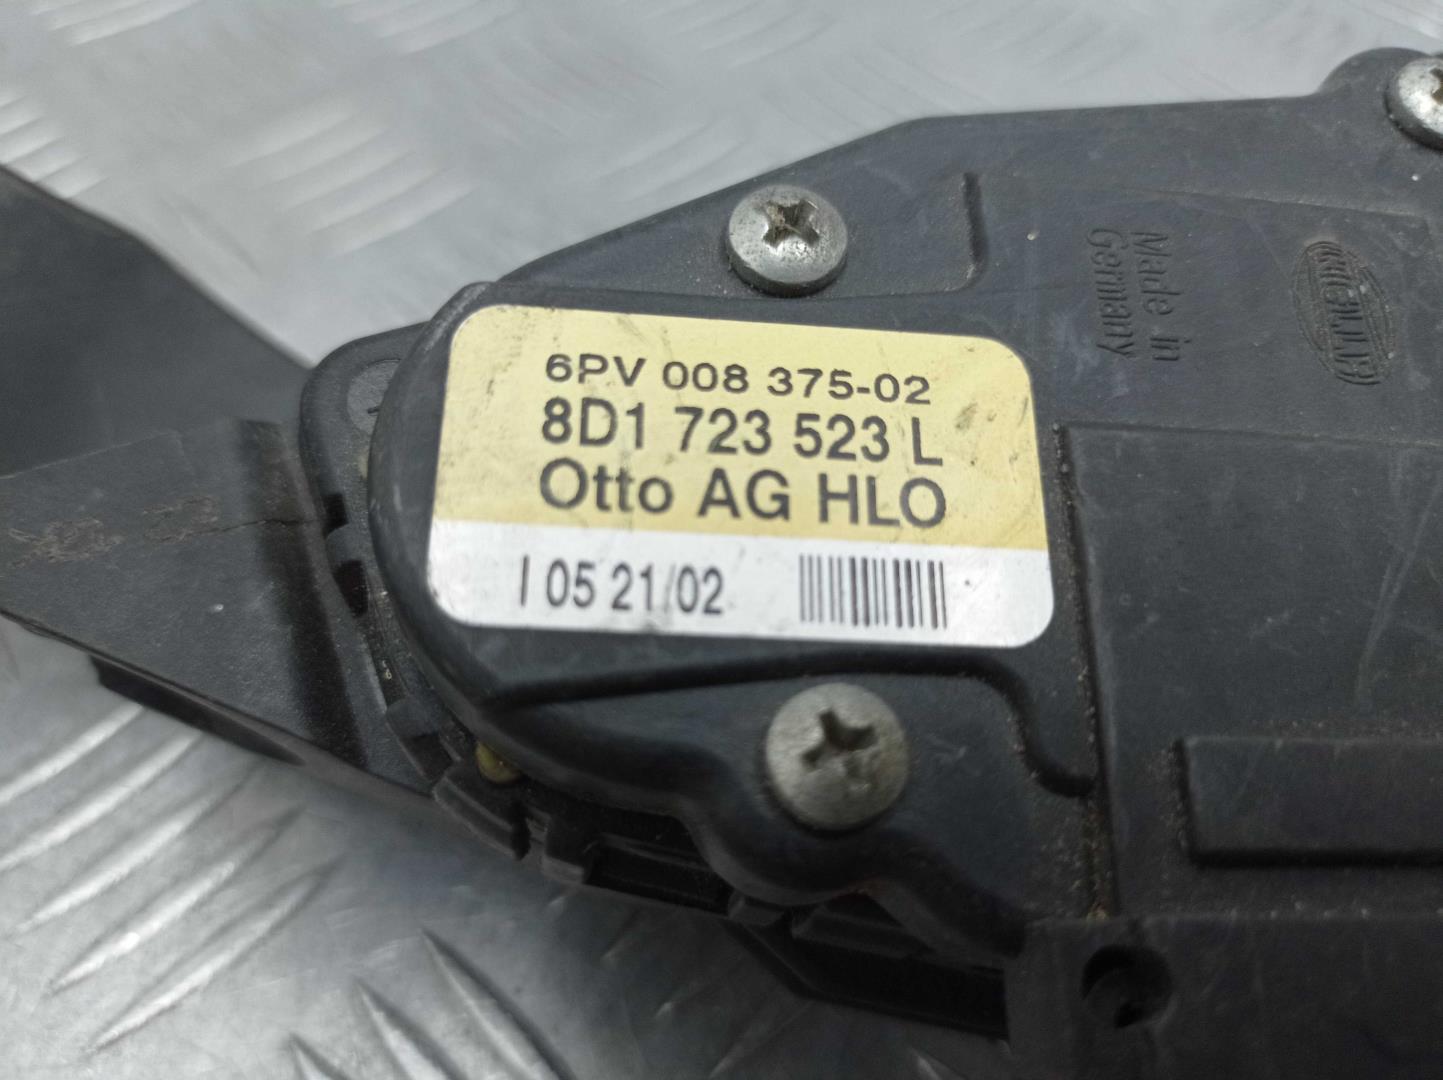 6PV 008 375-02
8D1 723 523 L
Otto AG HLO
I 05 21/02
Made in
Germany